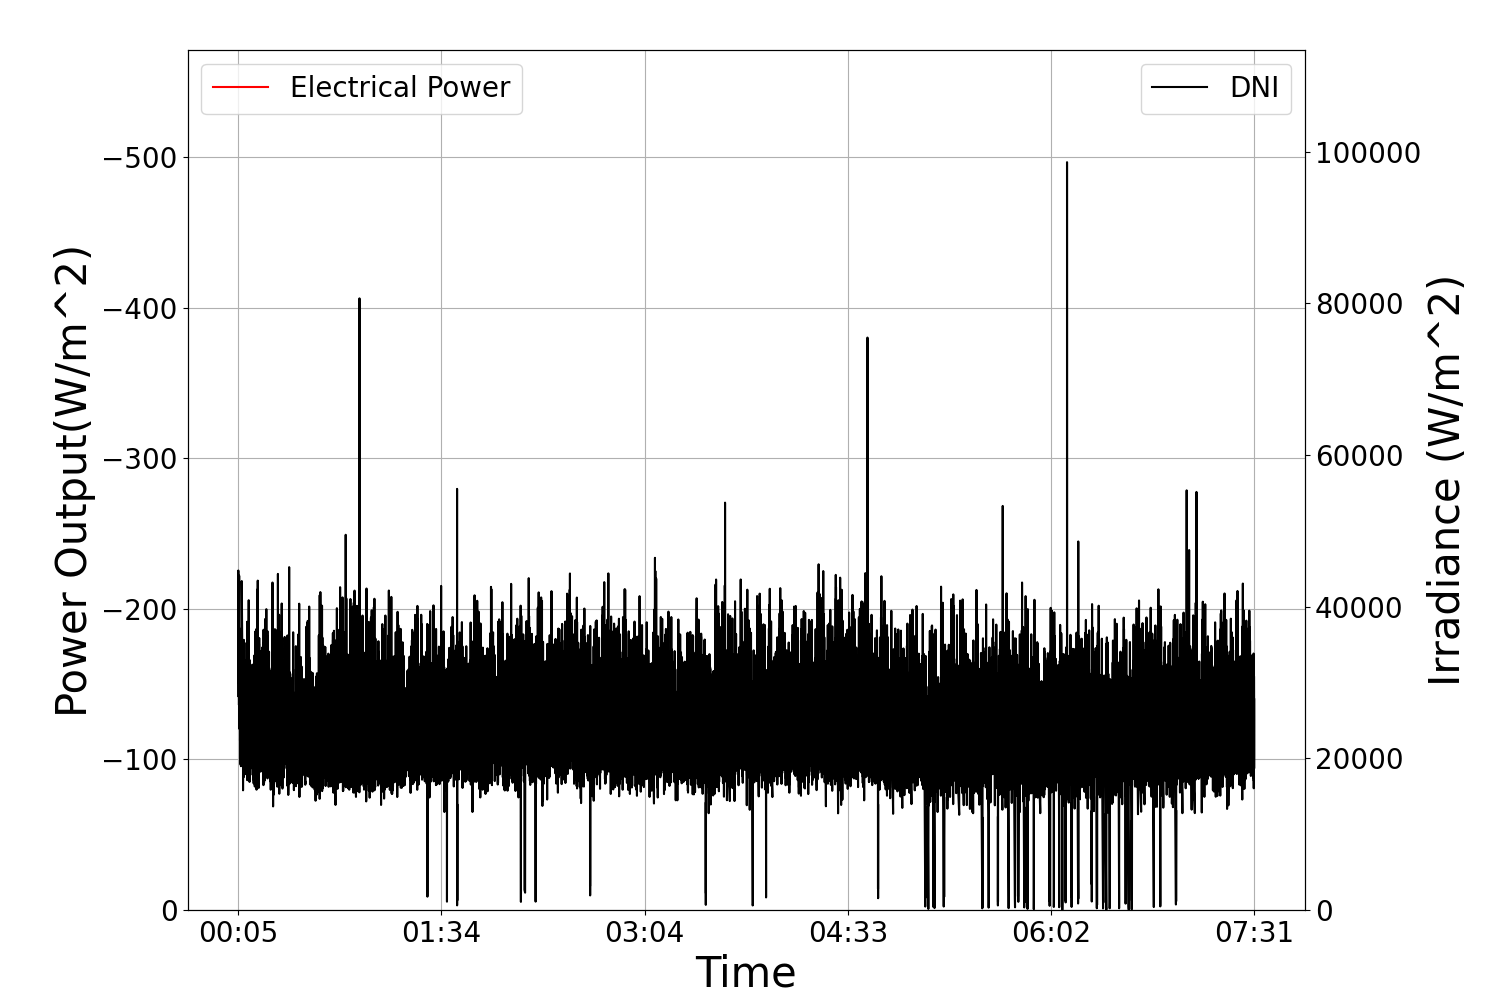 Electrical Power
DNI
Power Output(W/m^2)
−500
−400
−300
−200
−100
0
100000
80000
60000
40000
20000
0
Irradiance (W/m^2)
00:05 01:34 03:04 04:33 06:02 07:31
Time